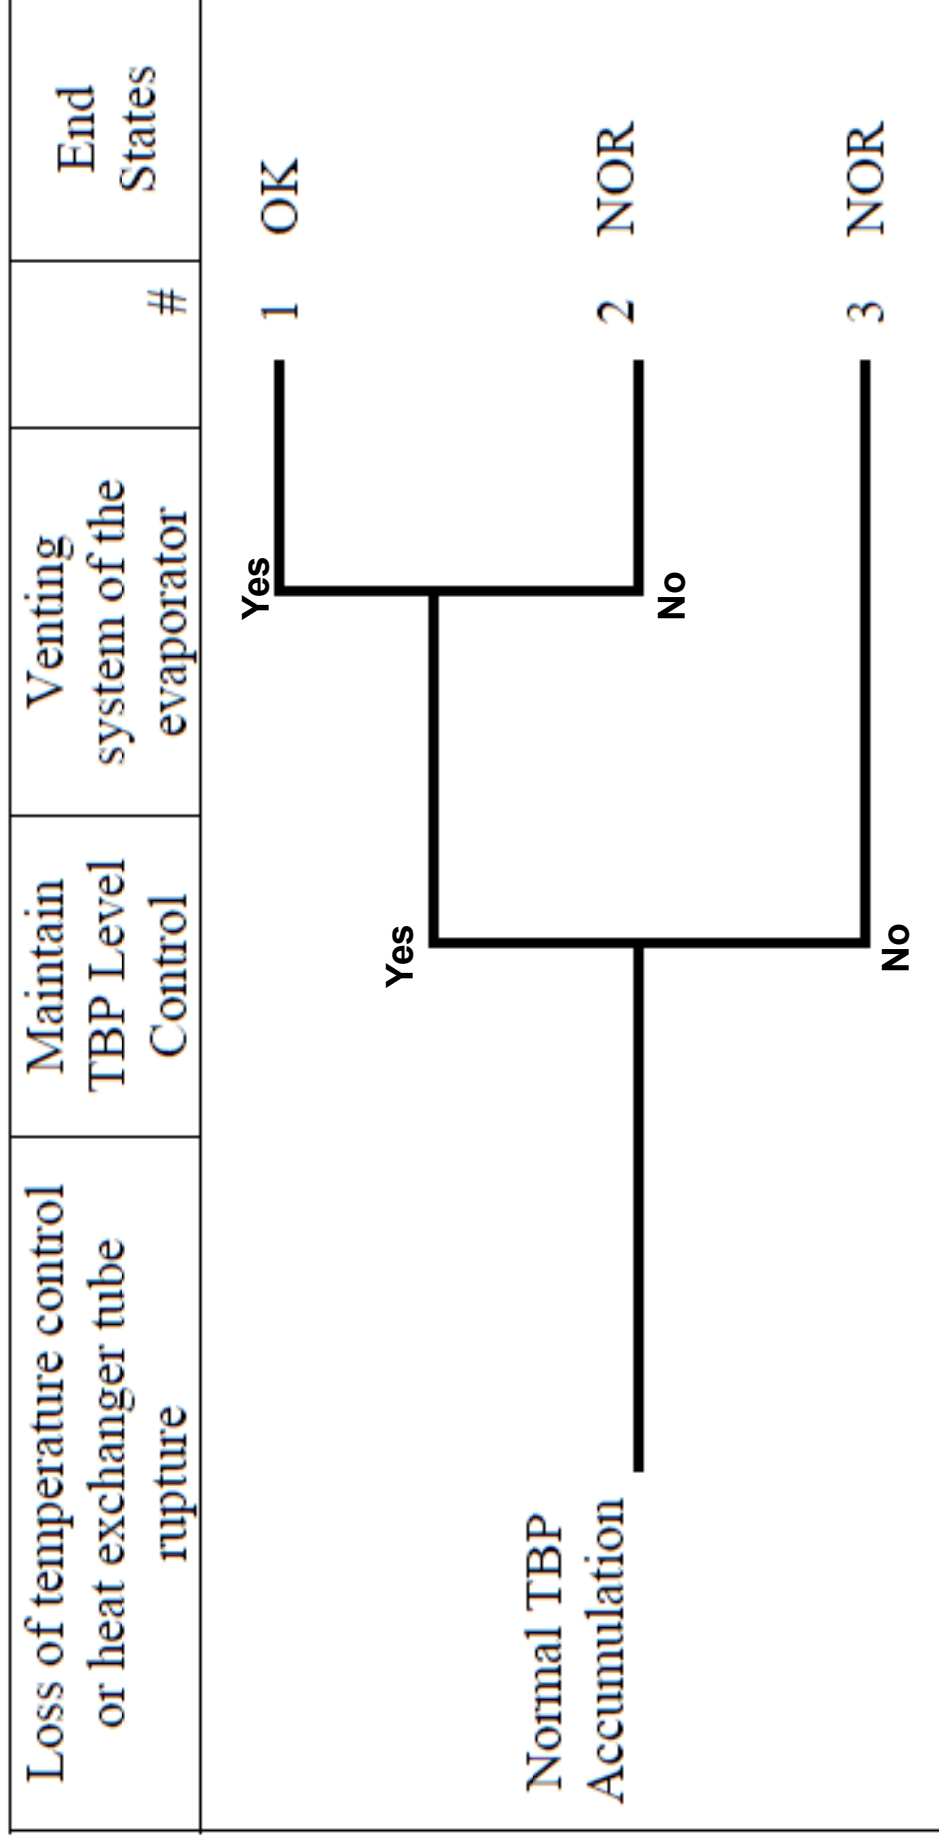 Loss of temperature control
or heat exchanger tube
rupture
Maintain
TBP Level
Control
Venting
system of the
evaporator
#
End
States
Normal TBP
Accumulation
Yes
No
Yes
No
1 OK
2 NOR
3 NOR